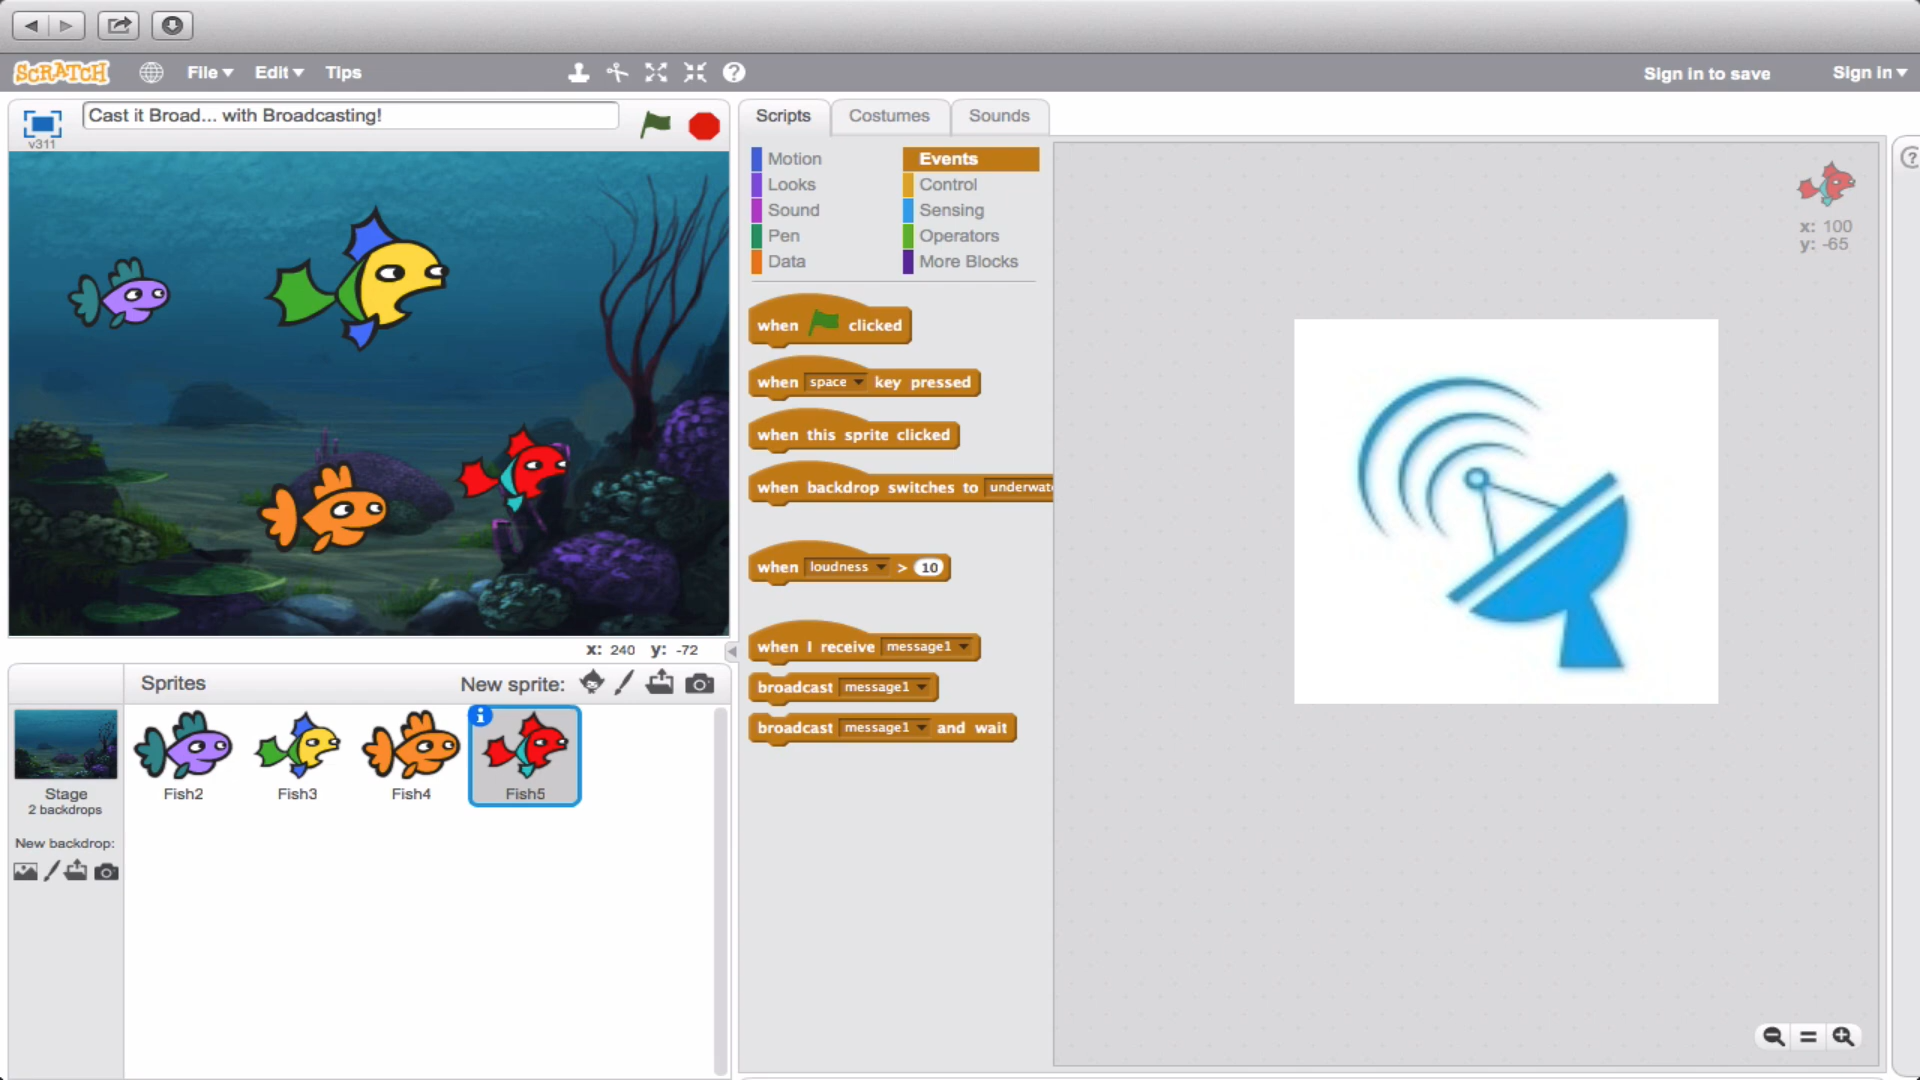 SCRATCH File Edit Tips Sign in to save Sign in
v311 Cast it Broad... with Broadcasting!
Scripts Costumes Sounds
Motion Events
Looks Control
Sound Sensing
Pen Operators
Data More Blocks
when clicked
when space key pressed
when this sprite clicked
when backdrop switches to
when loudness > 10
when I receive message1
broadcast message1
broadcast message1 and wait
x: 100
y: -65
x: 240 y: -72
Sprites New sprite:
Fish2 Fish3 Fish4 Fish5
Stage
2 backdrops
New backdrop: